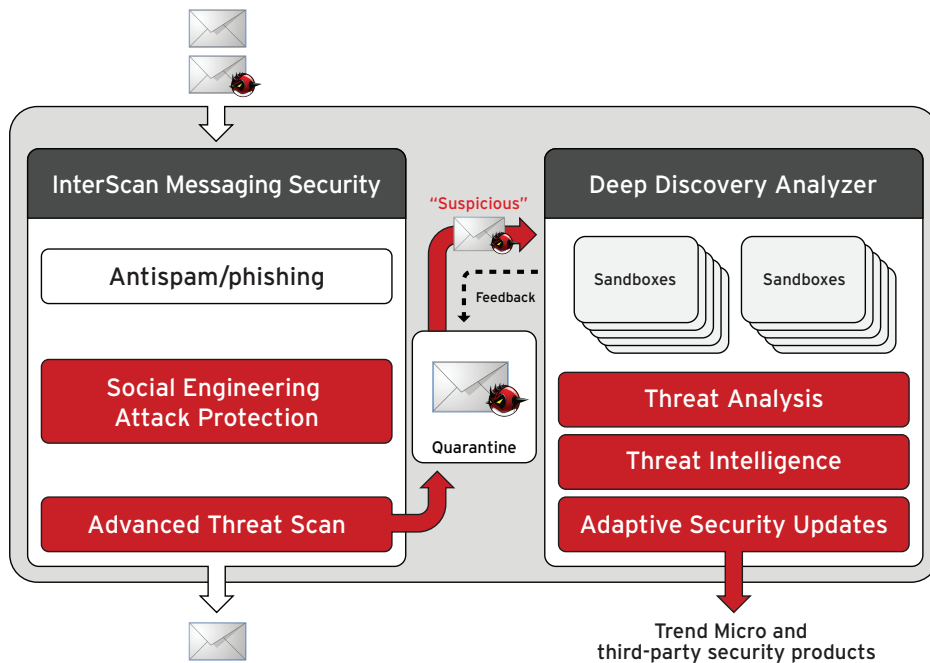 InterScan Messaging Security
Antispam/phishing
Social Engineering
Attack Protection
Advanced Threat Scan
“Suspicious”
Feedback
Quarantine
Deep Discovery Analyzer
Sandboxes
Sandboxes
Threat Analysis
Threat Intelligence
Adaptive Security Updates
Trend Micro and
third-party security products